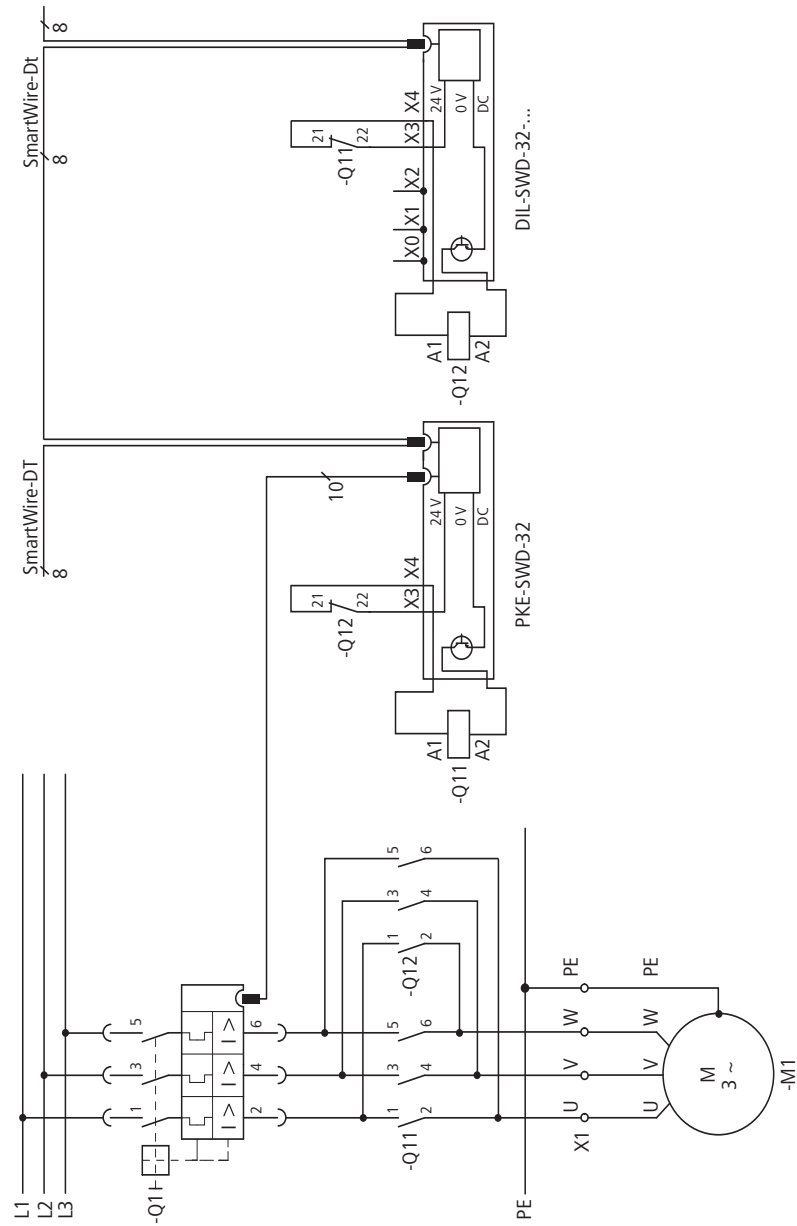 L1
L2
L3
-Q1
1
3
5
I>
I>
I>
2
4
6
-Q11
1
2
3
4
5
6
-Q12
1
2
3
4
5
6
PE
X1
U
V
W
PE
U
V
W
PE
M
3 ~
-M1
SmartWire-DT
8
10
-Q12
21
22
X3
X4
24 V
0 V
DC
A1
A2
-Q11
PKE-SWD-32
SmartWire-Dt
8
8
-Q11
21
22
X0
X1
X2
X3
X4
24 V
0 V
DC
A1
A2
-Q12
DIL-SWD-32-...